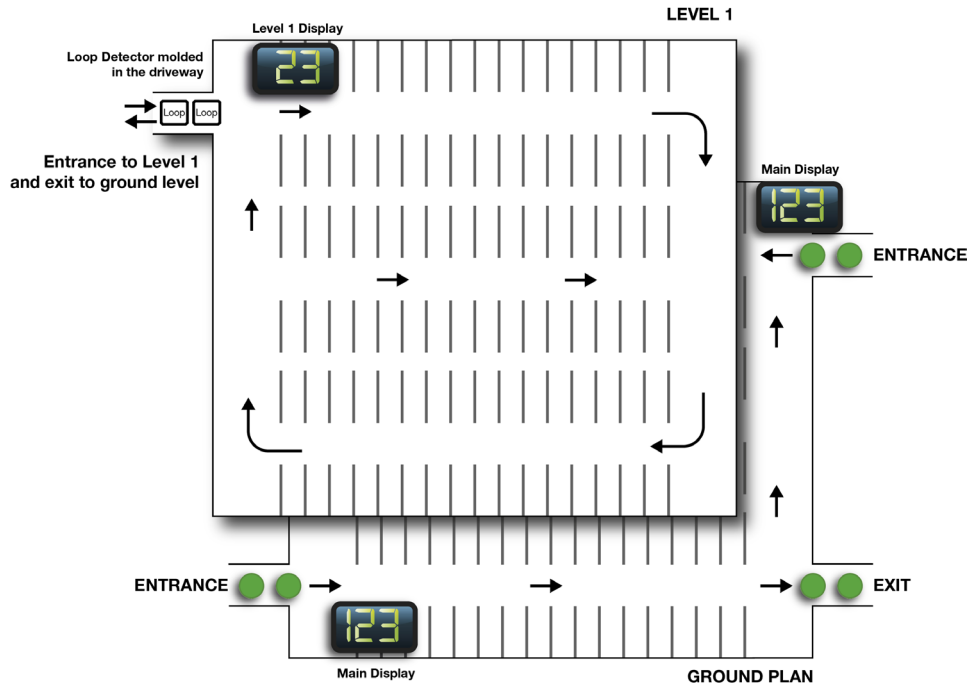 LEVEL 1
Level 1 Display
23
Loop Detector molded
in the driveway
Loop Loop
Entrance to Level 1
and exit to ground level
Main Display
123
ENTRANCE
ENTRANCE
EXIT
123
Main Display
GROUND PLAN